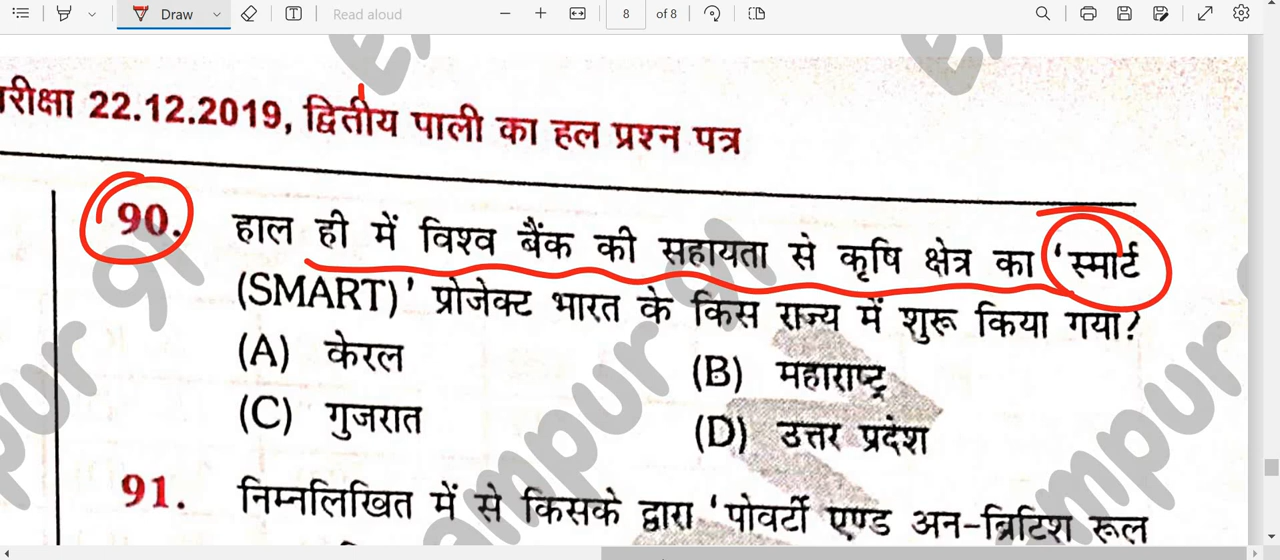 Draw
Read aloud
8 of 8
परीक्षा 22.12.2019, द्वितीय पाली का हल प्रश्न पत्र
90. हाल ही में विश्व बैंक की सहायता से कृषि क्षेत्र का ‘स्मार्ट
(SMART)’ प्रोजेक्ट भारत के किस राज्य में शुरू किया गया?
(A) केरल (B) महाराष्ट्र
(C) गुजरात (D) उत्तर प्रदेश
91. निम्नलिखित में से किसके द्वारा ‘पोवर्टी एण्ड अन-ब्रिटिश रूल